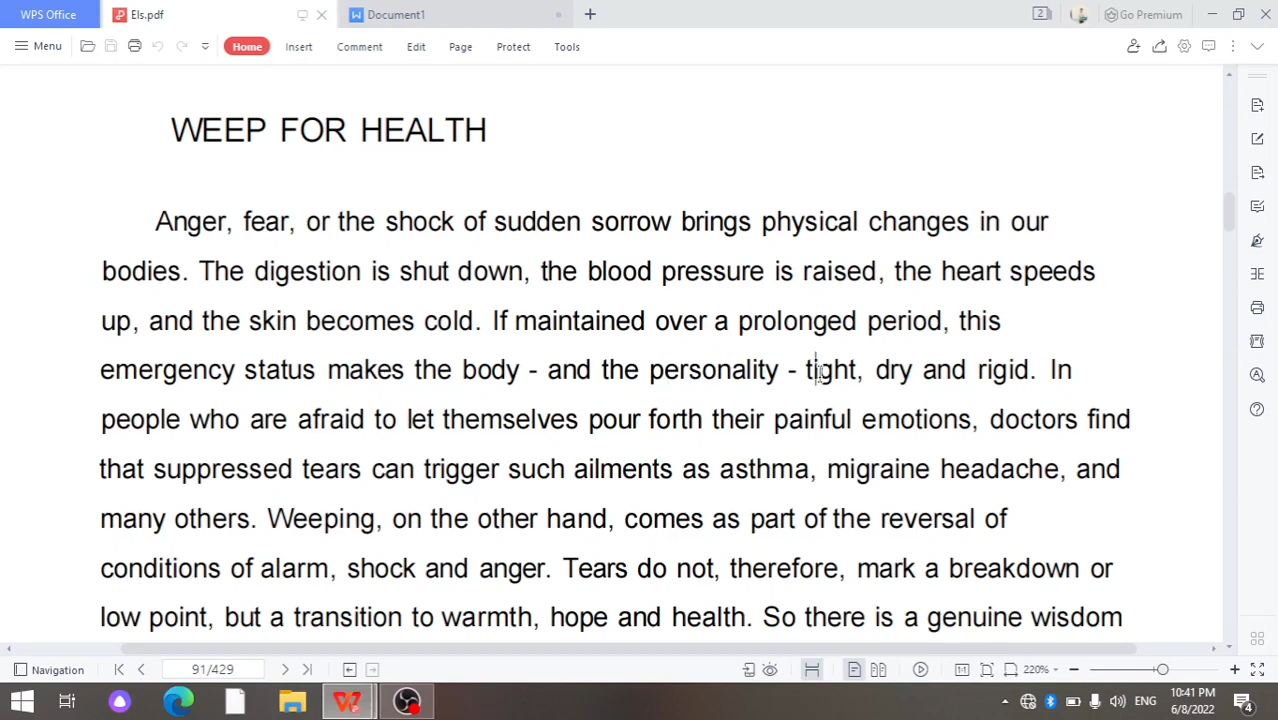 WPS Office
Els.pdf
Document1
2
Go Premium
Menu
Home
Insert
Comment
Edit
Page
Protect
Tools
WEEP FOR HEALTH
Anger, fear, or the shock of sudden sorrow brings physical changes in our
bodies. The digestion is shut down, the blood pressure is raised, the heart speeds
up, and the skin becomes cold. If maintained over a prolonged period, this
emergency status makes the body - and the personality - tight, dry and rigid. In
people who are afraid to let themselves pour forth their painful emotions, doctors find
that suppressed tears can trigger such ailments as asthma, migraine headache, and
many others. Weeping, on the other hand, comes as part of the reversal of
conditions of alarm, shock and anger. Tears do not, therefore, mark a breakdown or
low point, but a transition to warmth, hope and health. So there is a genuine wisdom
Navigation
91/429
1:1
220%
ENG
10:41 PM
6/8/2022
4